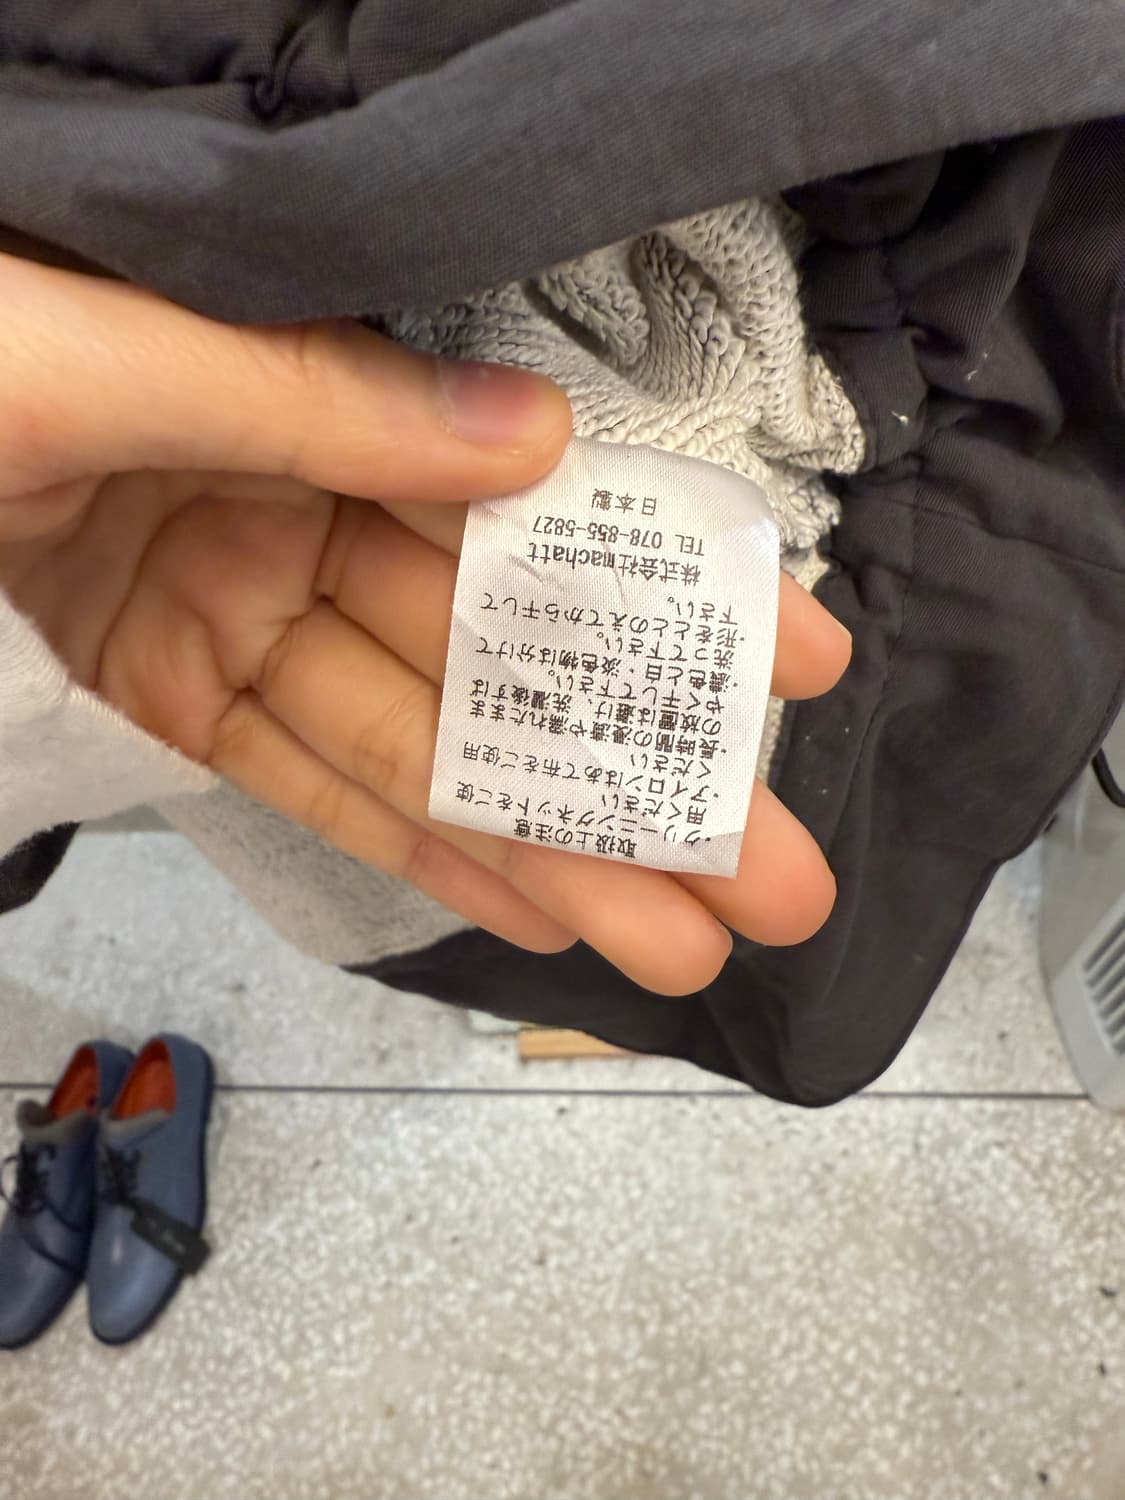 取扱上の注意
・クリーニングネットをご使
用ください
・アイロンはあて布をご使用
ください
・長時間の浸漬や濡れたまま
の放置は避け、洗濯後すば
やく干して下さい。
・濃色と白・淡色物は分けて
洗って下さい。
・形をととのえてから干して
下さい。
株式会社machatt
TEL 078-855-5827
日本製